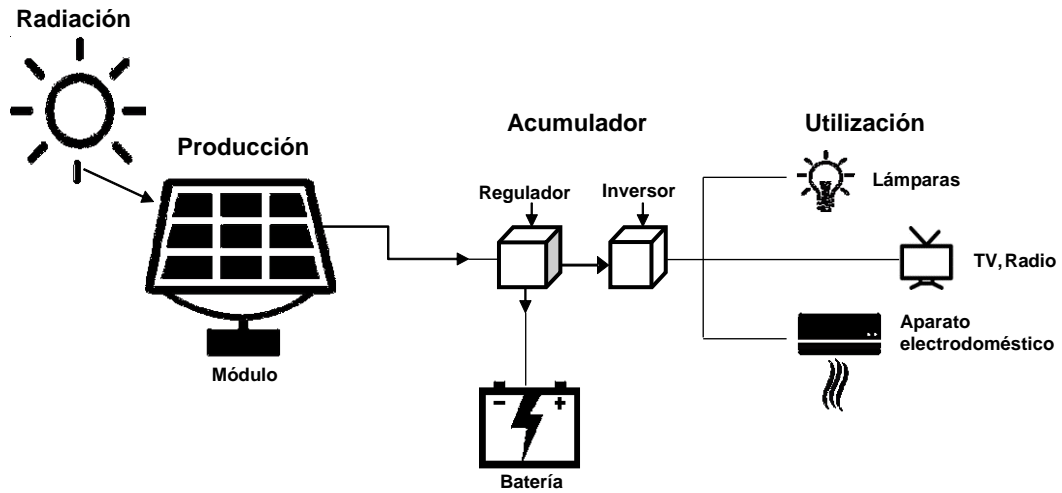 Radiación
Producción
Módulo
Acumulador
Regulador
Inversor
Batería
Utilización
Lámparas
TV, Radio
Aparato
electrodoméstico